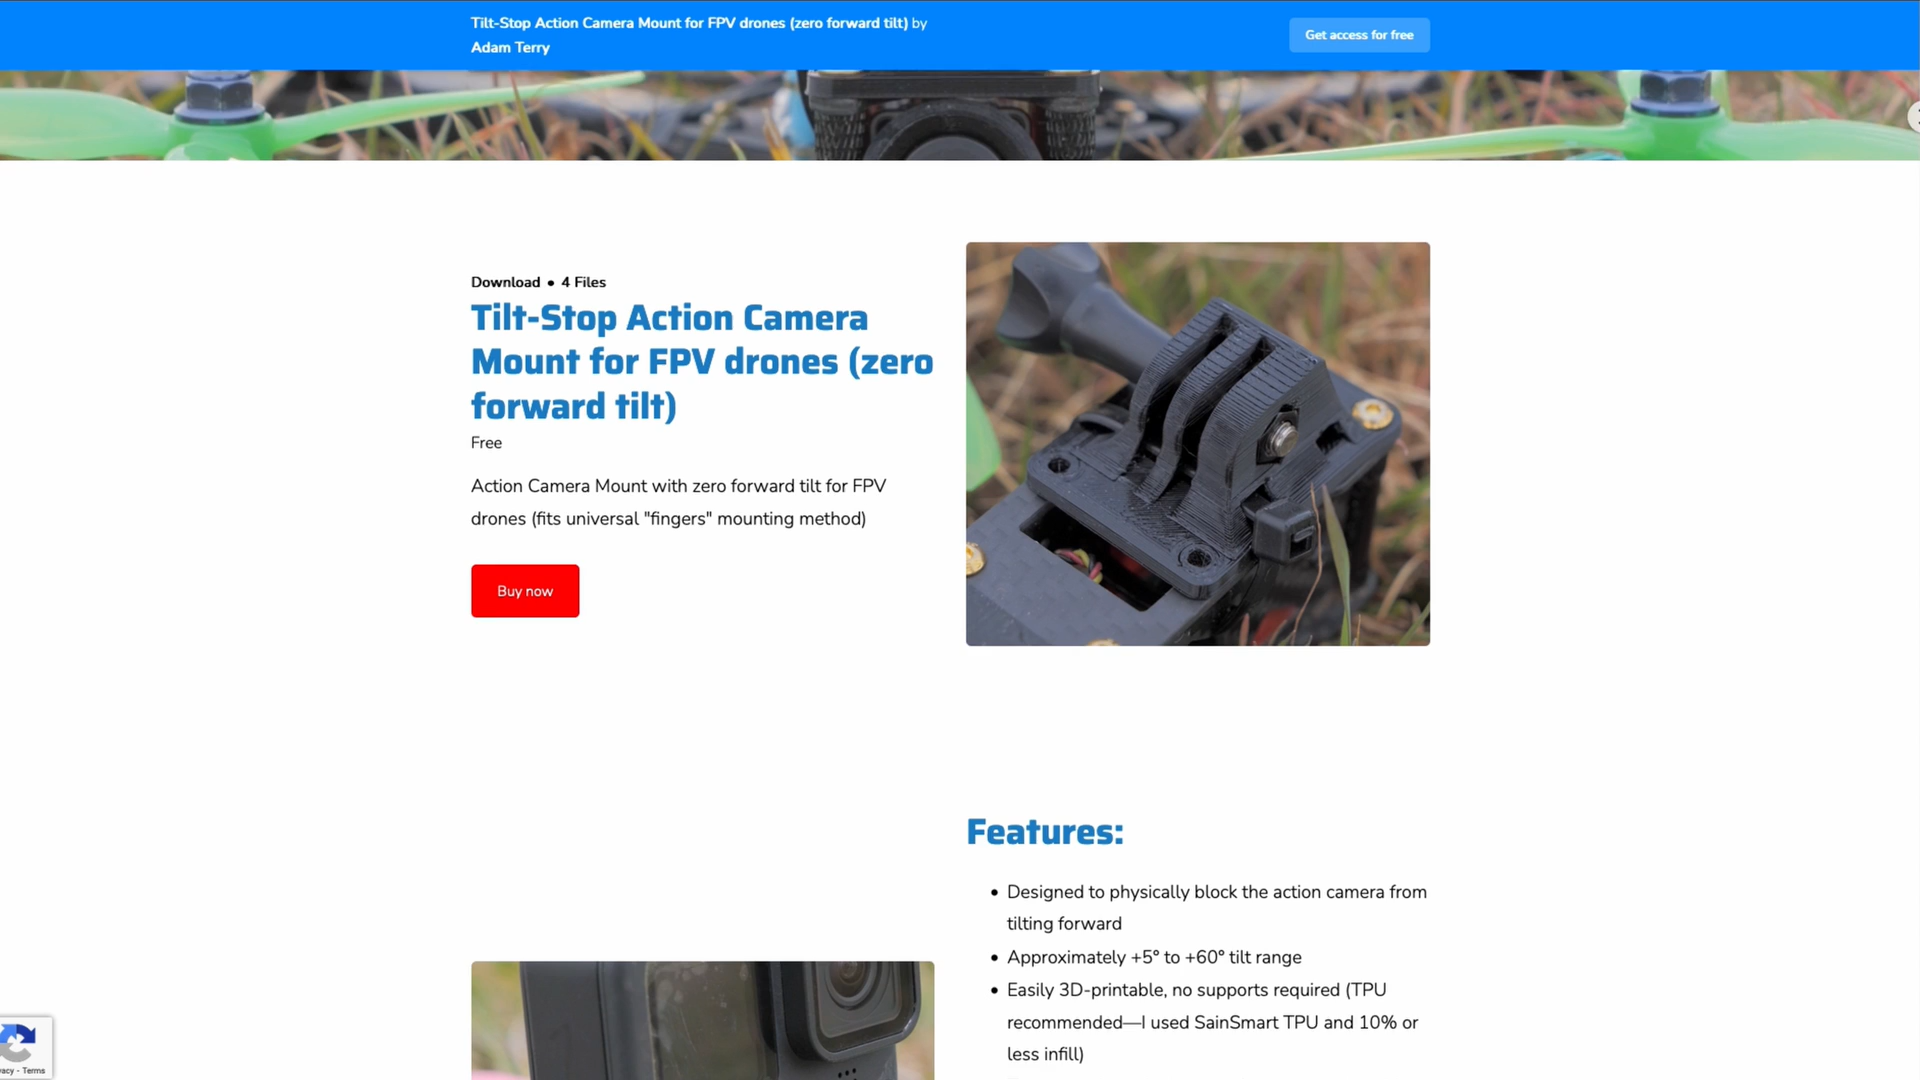 Tilt-Stop Action Camera Mount for FPV drones (zero forward tilt) by
Adam Terry
Get access for free
Download • 4 Files
Tilt-Stop Action Camera
Mount for FPV drones (zero
forward tilt)
Free
Action Camera Mount with zero forward tilt for FPV
drones (fits universal "fingers" mounting method)
Buy now
Features:
• Designed to physically block the action camera from
tilting forward
• Approximately +5° to +60° tilt range
• Easily 3D-printable, no supports required (TPU
recommended—I used SainSmart TPU and 10% or
less infill)
- Terms